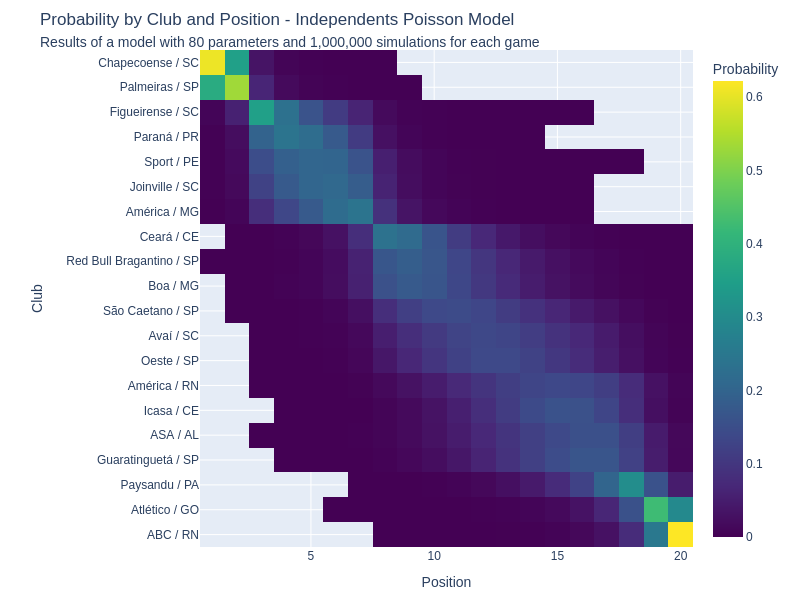 Probability by Club and Position - Independents Poisson Model
Results of a model with 80 parameters and 1,000,000 simulations for each game
Probability
Chapecoense / SC
Palmeiras / SP
Figueirense / SC
Paraná / PR
Sport / PE
Joinville / SC
América / MG
Ceará / CE
Red Bull Bragantino / SP
Boa / MG
São Caetano / SP
Avaí / SC
Oeste / SP
América / RN
Icasa / CE
ASA / AL
Guaratinguetá / SP
Paysandu / PA
Atlético / GO
ABC / RN
Club
5 10 15 20
Position
0.6
0.5
0.4
0.3
0.2
0.1
0